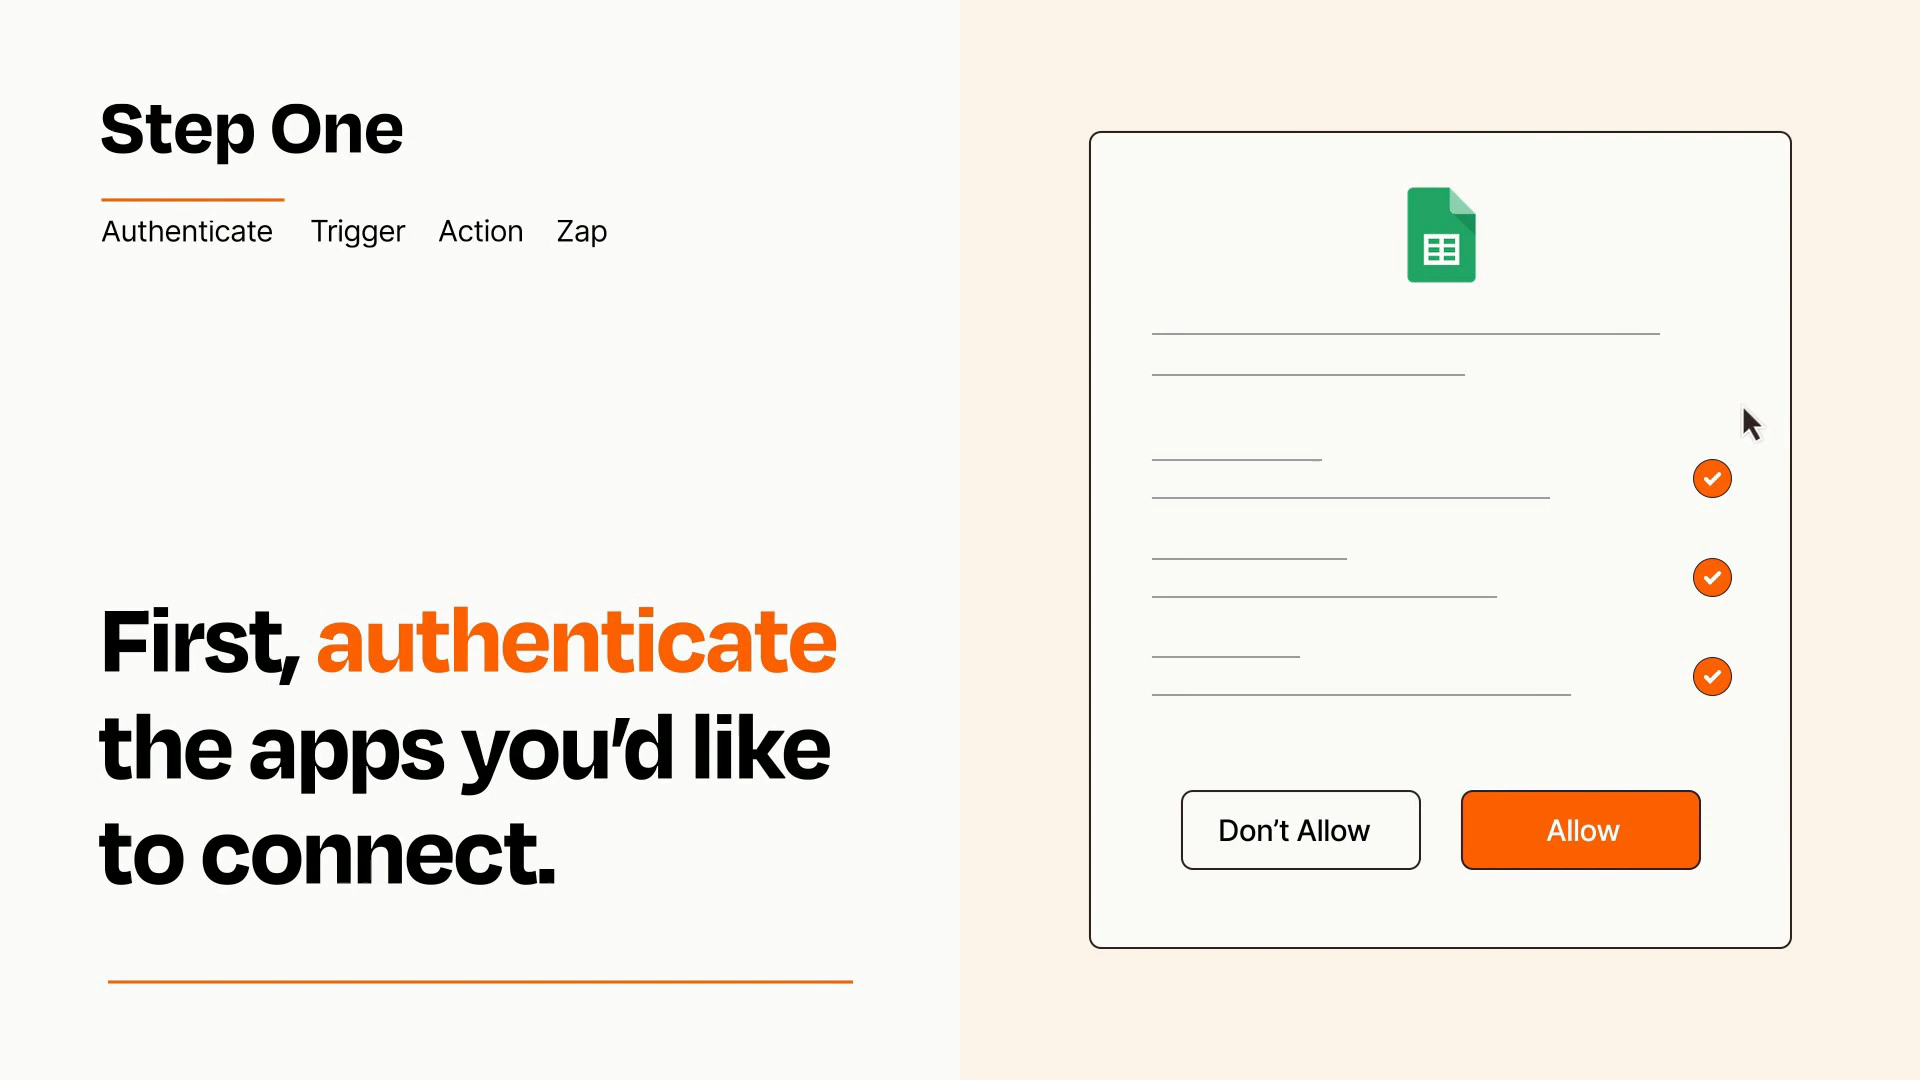 Step One
Authenticate Trigger Action Zap
First, authenticate
the apps you’d like
to connect.
Don’t Allow Allow